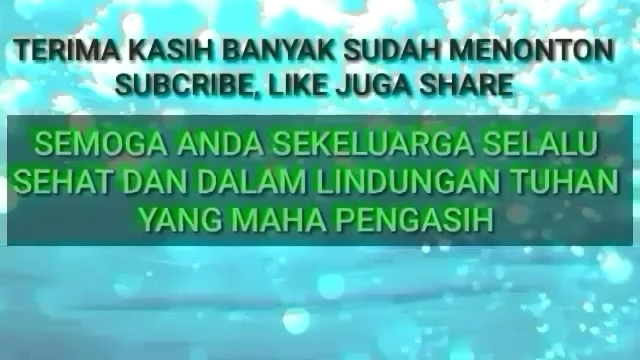 TERIMA KASIH BANYAK SUDAH MENONTON
SUBCRIBE, LIKE JUGA SHARE
SEMOGA ANDA SEKELUARGA SELALU
SEHAT DAN DALAM LINDUNGAN TUHAN
YANG MAHA PENGASIH